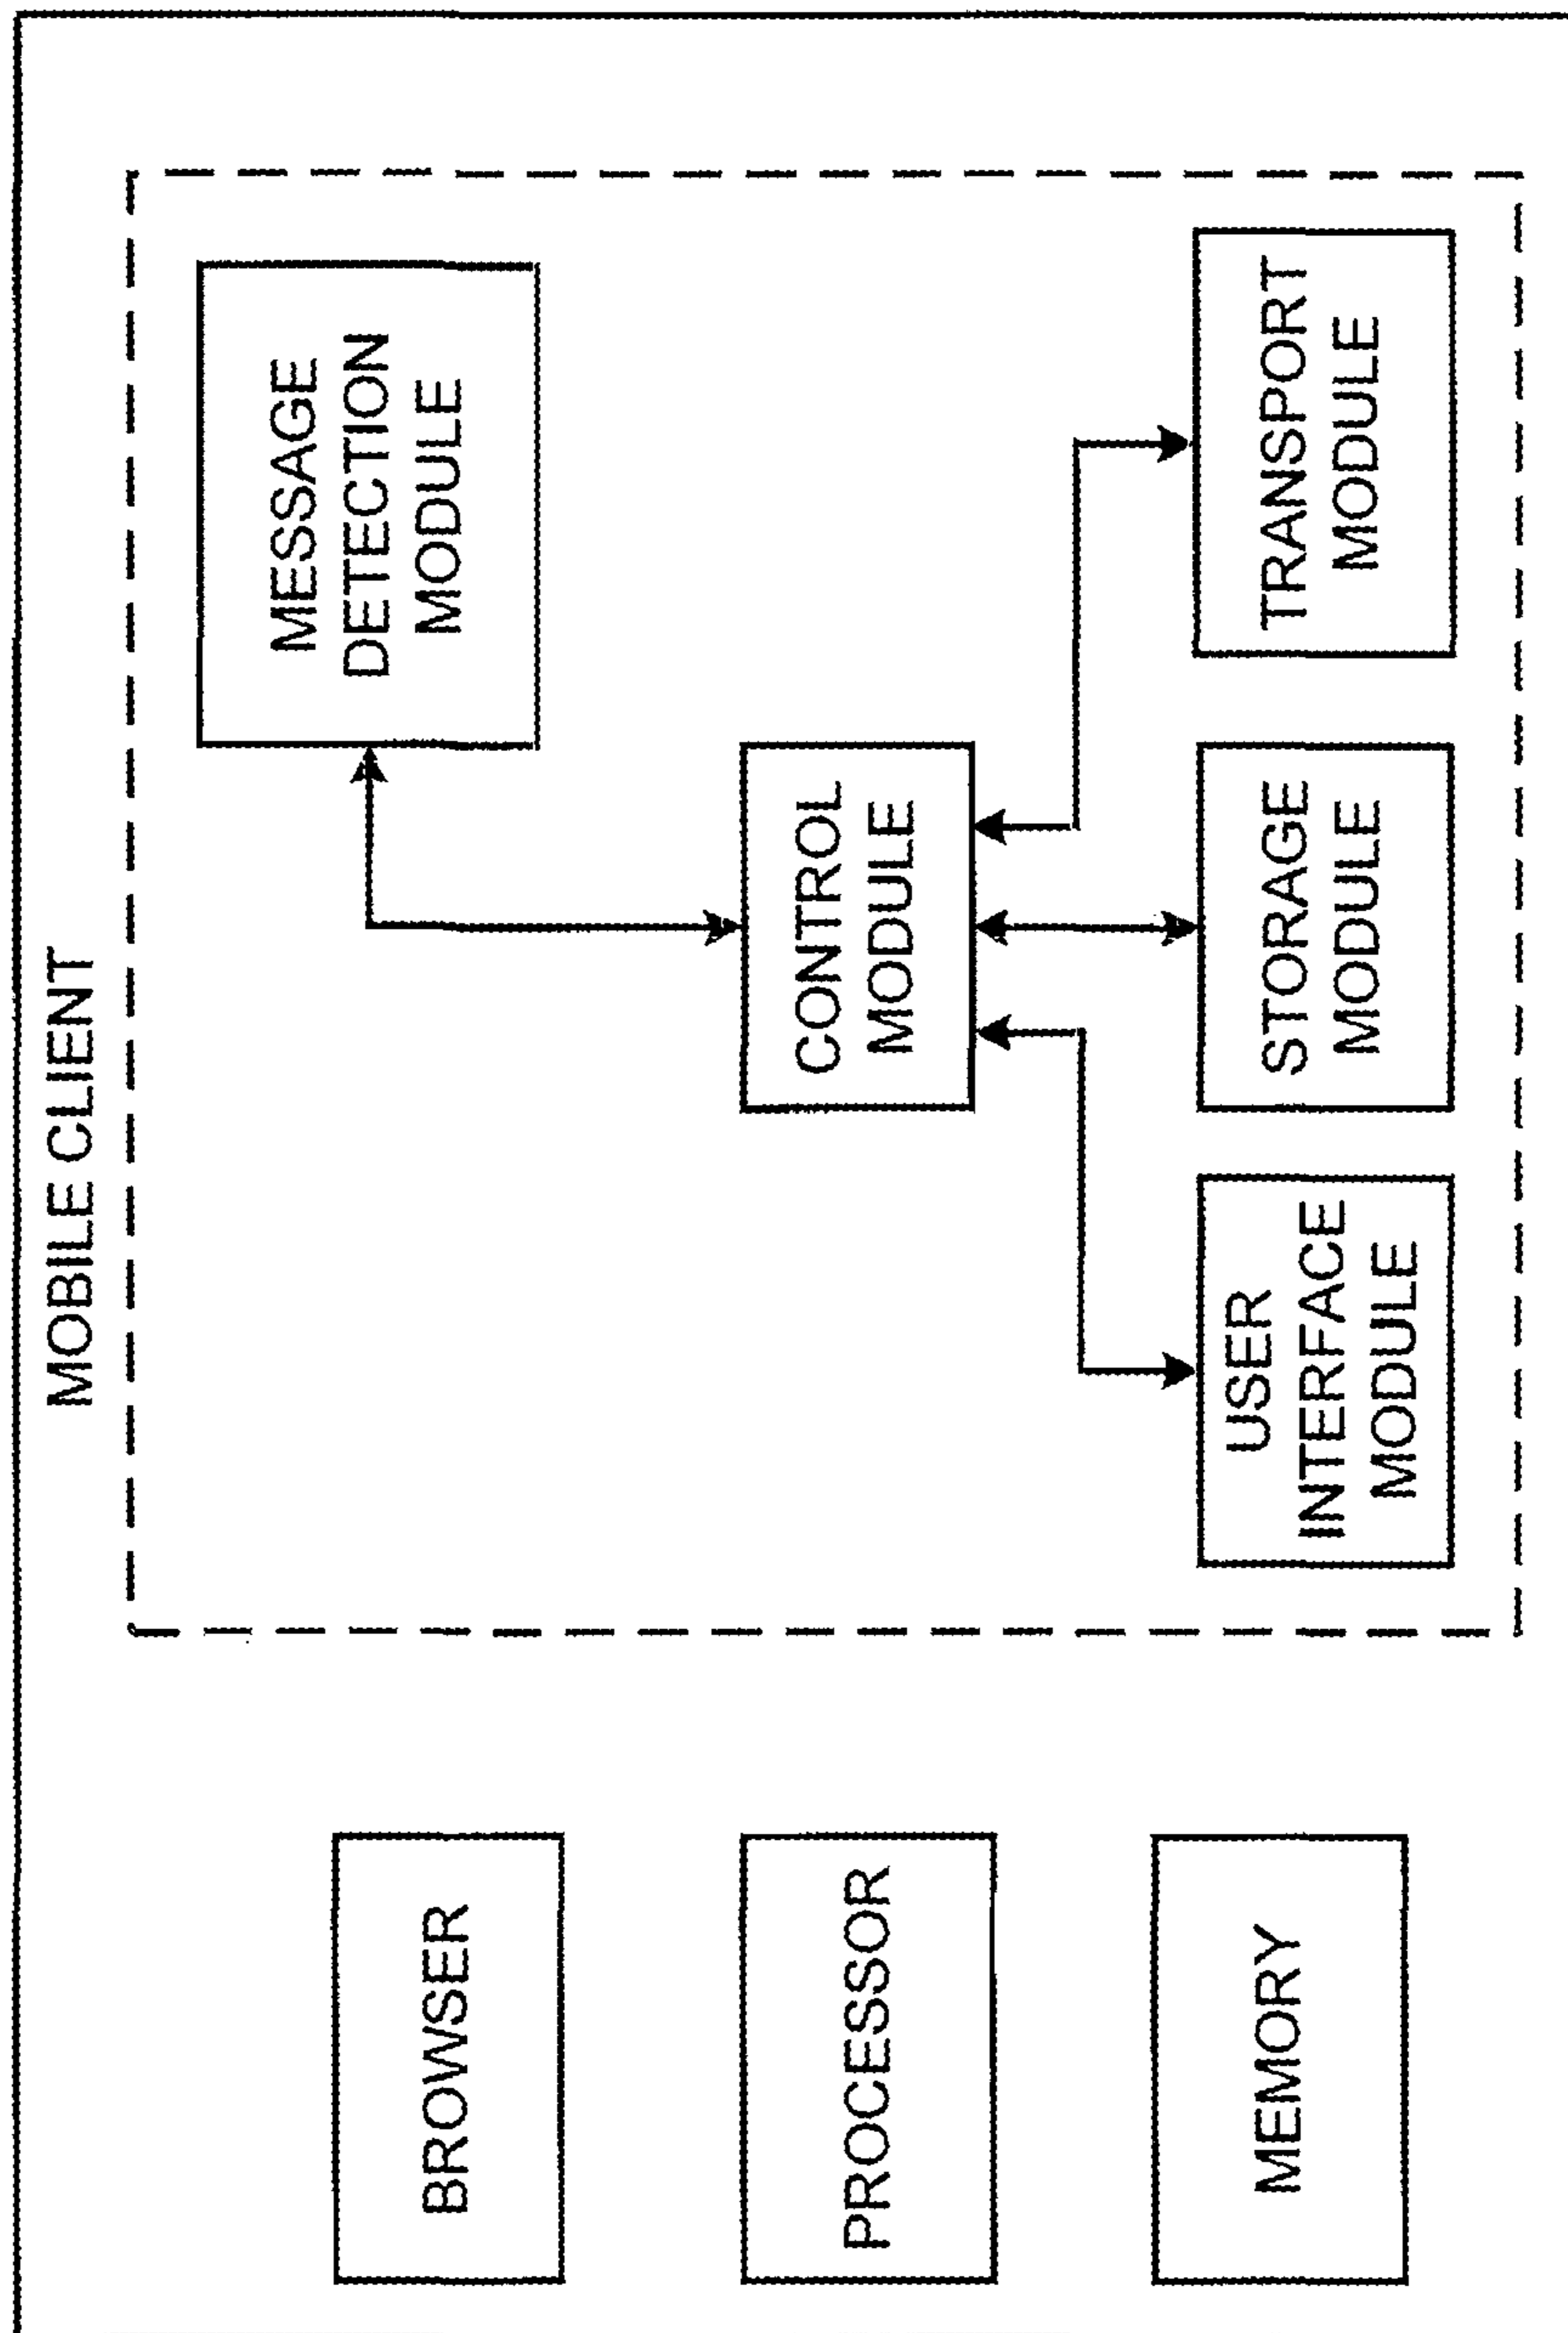 MOBILE CLIENT
BROWSER
PROCESSOR
MEMORY
MESSAGE
DETECTION
MODULE
CONTROL
MODULE
USER
INTERFACE
MODULE
STORAGE
MODULE
TRANSPORT
MODULE